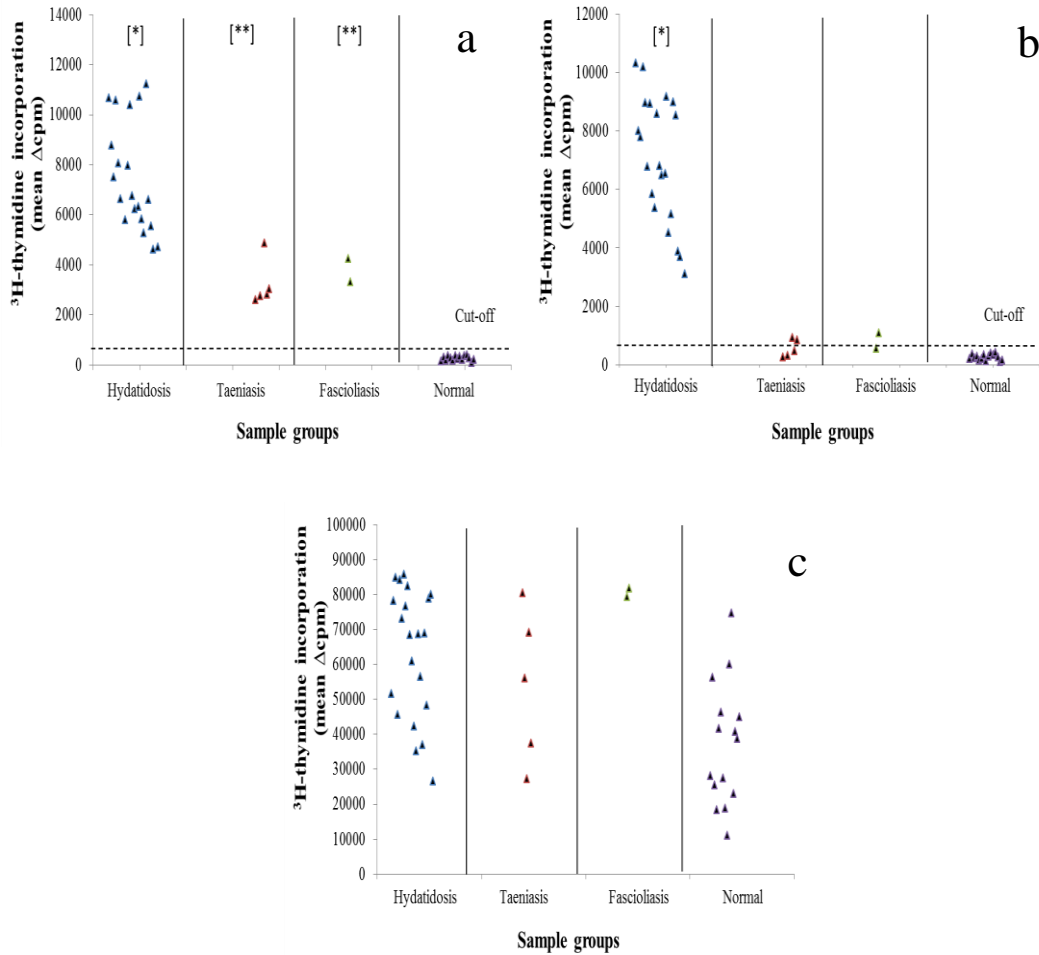 a
³H-thymidine incorporation
(mean Δcpm)
14000
12000
10000
8000
6000
4000
2000
0
[*]
[**]
[**]
Cut-off
Hydatidosis
Taeniasis
Fascioliasis
Normal
Sample groups
b
³H-thymidine incorporation
(mean Δcpm)
12000
10000
8000
6000
4000
2000
0
[*]
Cut-off
Hydatidosis
Taeniasis
Fascioliasis
Normal
Sample groups
c
³H-thymidine incorporation
(mean Δcpm)
100000
90000
80000
70000
60000
50000
40000
30000
20000
10000
0
Hydatidosis
Taeniasis
Fascioliasis
Normal
Sample groups